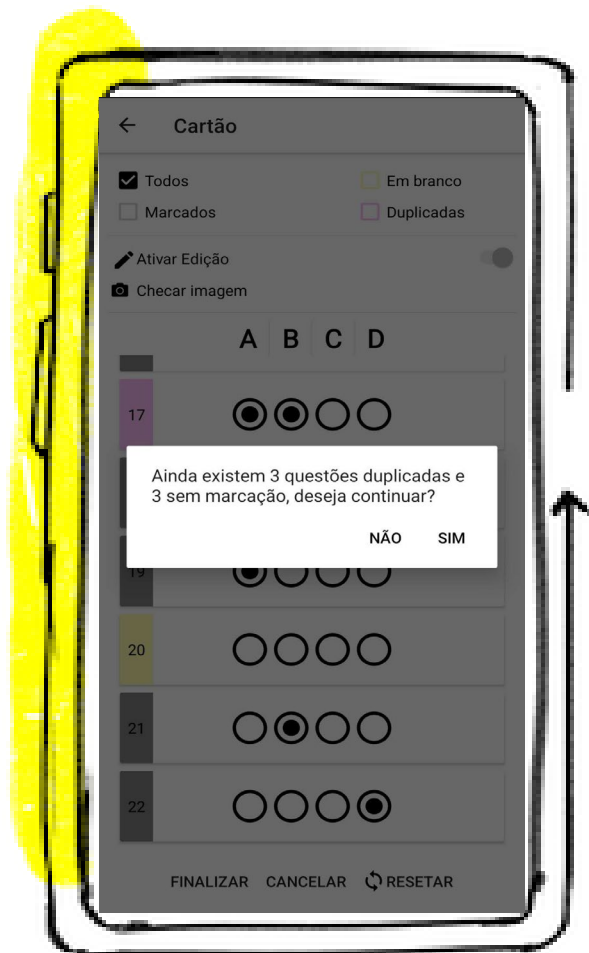 Cartão
Todos
Em branco
Marcados
Duplicadas
Ativar Edição
Checar imagem
A B C D
17
Ainda existem 3 questões duplicadas e
3 sem marcação, deseja continuar?
NÃO SIM
19
20
21
22
FINALIZAR CANCELAR RESETAR